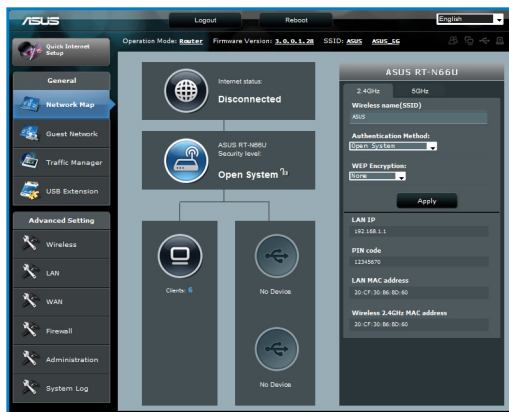 ASUS
Logout
Reboot
English
Quick Internet
Setup
Operation Mode: Router Firmware Version: 3.0.0.1.28 SSID: ASUS ASUS_5G
General
Network Map
Guest Network
Traffic Manager
USB Extension
Advanced Setting
Wireless
LAN
WAN
Firewall
Administration
System Log
Internet status:
Disconnected
ASUS RT-N66U
Security level:
Open System
Clients: 6
No Device
No Device
ASUS RT-N66U
2.4GHz 5GHz
Wireless name(SSID)
ASUS
Authentication Method:
Open System
WEP Encryption:
None
Apply
LAN IP
192.168.1.1
PIN code
12345670
LAN MAC address
20:CF:30:86:8D:60
Wireless 2.4GHz MAC address
20:CF:30:86:8D:60